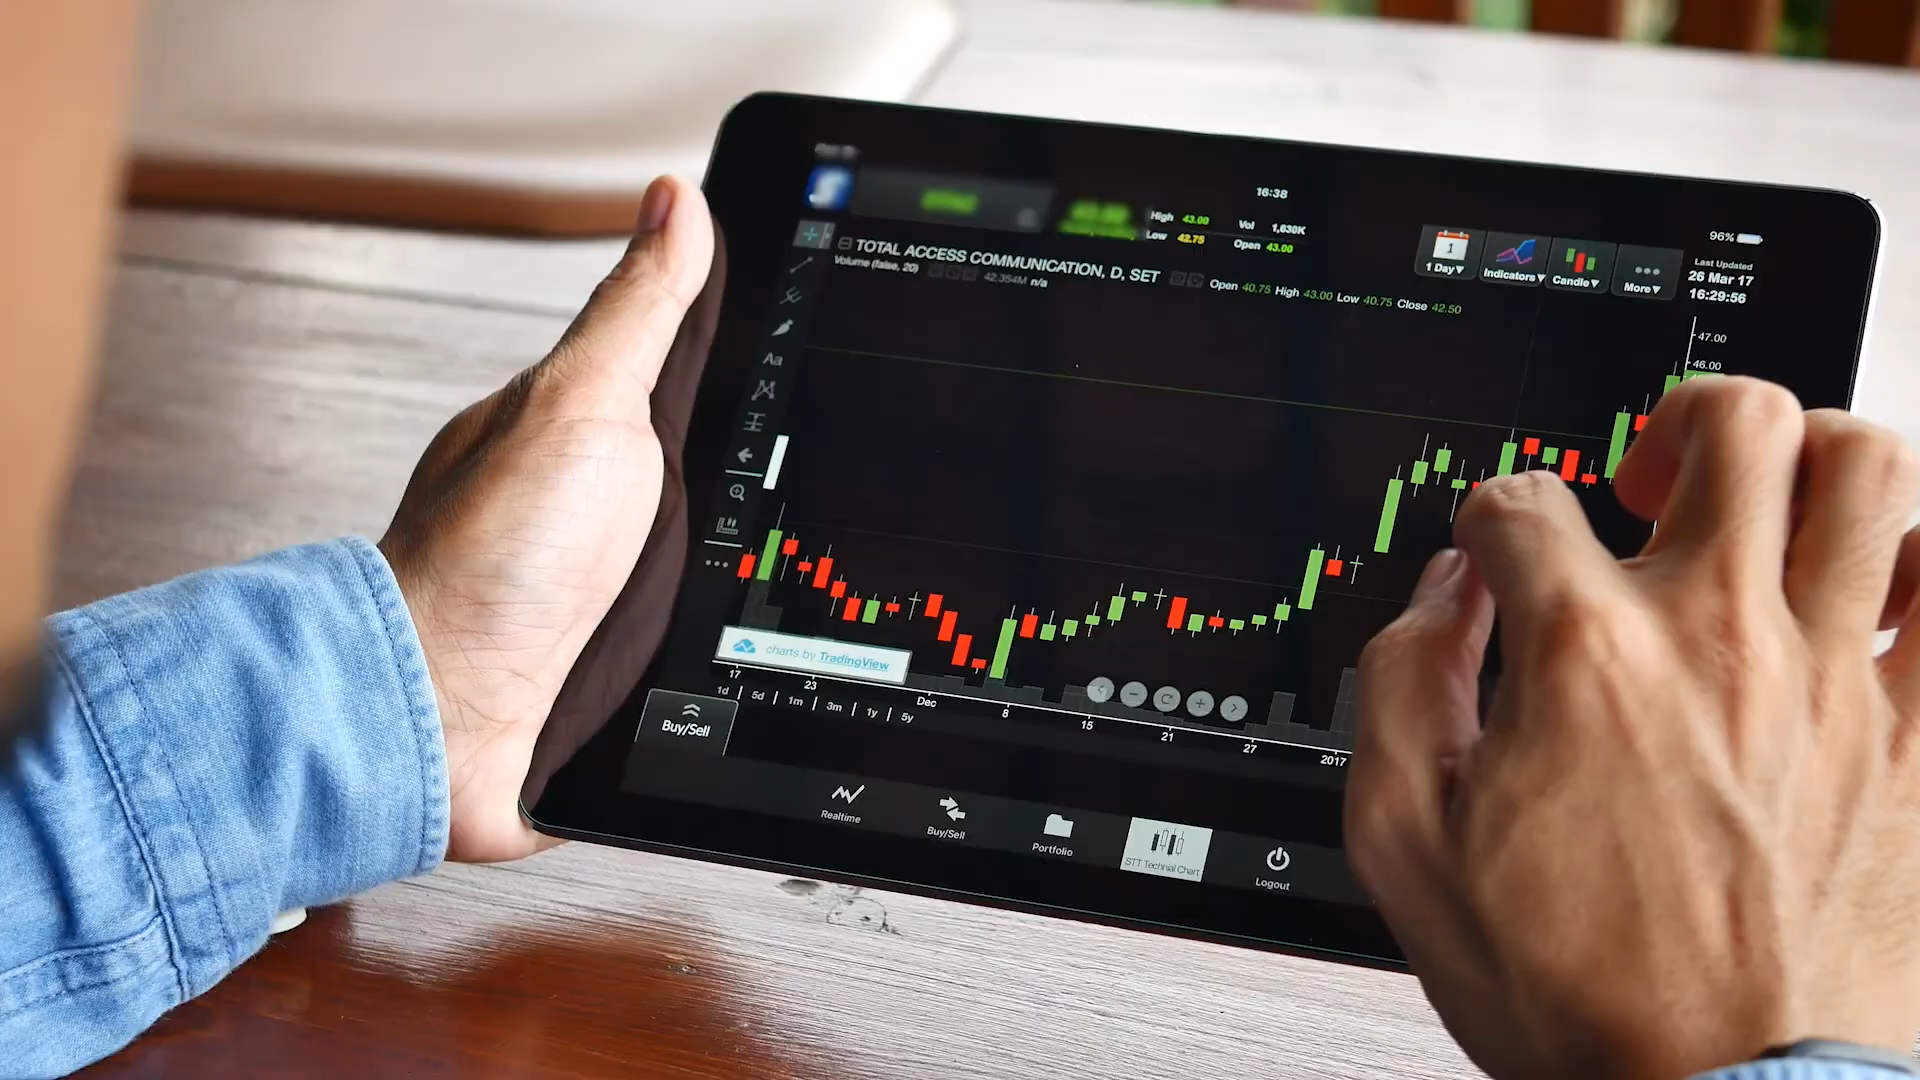 16:38
96%
High 43.00 Vol 1,630K
Low 42.75 Open 43.00
1
1 Day Indicators Candle More
Last Updated
26 Mar 17
16:29:56
TOTAL ACCESS COMMUNICATION, D, SET
Open 40.75 High 43.00 Low 40.75 Close 42.50
Volume (false, 20) 42.354M n/a
Aa
47.00
46.00
charts by TradingView
17 23 Dec 8 15 21 27 2017
1d | 5d | 1m | 3m | 1y | 5y
Buy/Sell
Realtime Buy/Sell Portfolio STT Technial Chart Logout